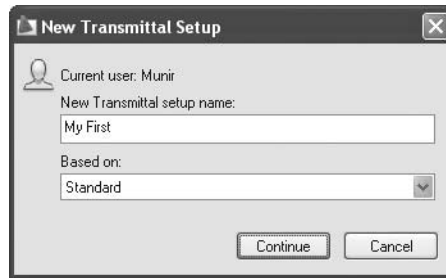 New Transmittal Setup
Current user: Munir
New Transmittal setup name:
My First
Based on:
Standard
Continue Cancel